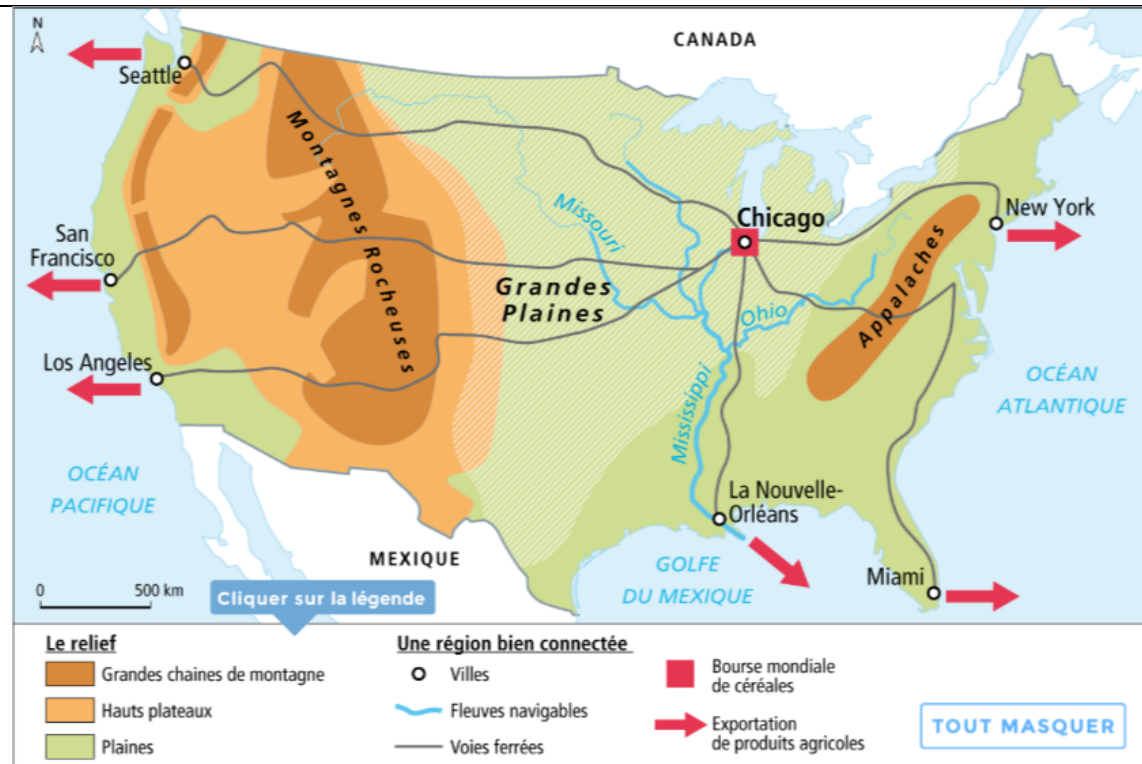 N
CANADA
Seattle
Montagnes Rocheuses
Missouri
Chicago
New York
San
Francisco
Grandes
Plaines
Ohio
Appalaches
Los Angeles
Mississippi
OCÉAN
ATLANTIQUE
OCÉAN
PACIFIQUE
La Nouvelle-
Orléans
MEXIQUE
GOLFE
DU MEXIQUE
Miami
0 500 km
Cliquer sur la légende
Le relief
Grandes chaines de montagne
Hauts plateaux
Plaines
Une région bien connectée
Villes
Fleuves navigables
Voies ferrées
Bourse mondiale
de céréales
Exportation
de produits agricoles
TOUT MASQUER